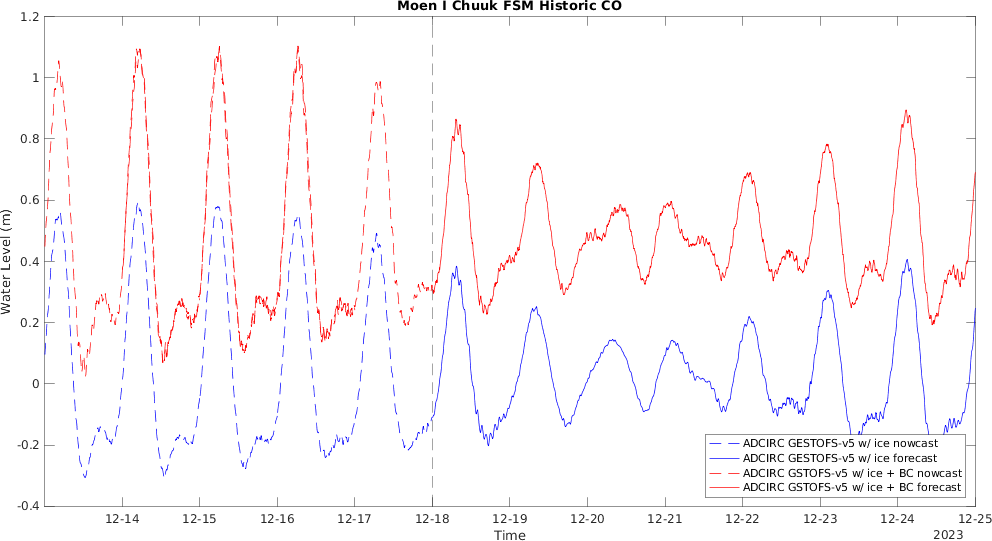 Moen I Chuuk FSM Historic CO
1.2
1
0.8
0.6
0.4
0.2
0
-0.2
-0.4
Water Level (m)
ADCIRC GESTOFS-v5 w/ ice nowcast
ADCIRC GESTOFS-v5 w/ ice forecast
ADCIRC GSTOFS-v5 w/ ice + BC nowcast
ADCIRC GSTOFS-v5 w/ ice + BC forecast
12-14 12-15 12-16 12-17 12-18 12-19 12-20 12-21 12-22 12-23 12-24 12-25
Time
2023